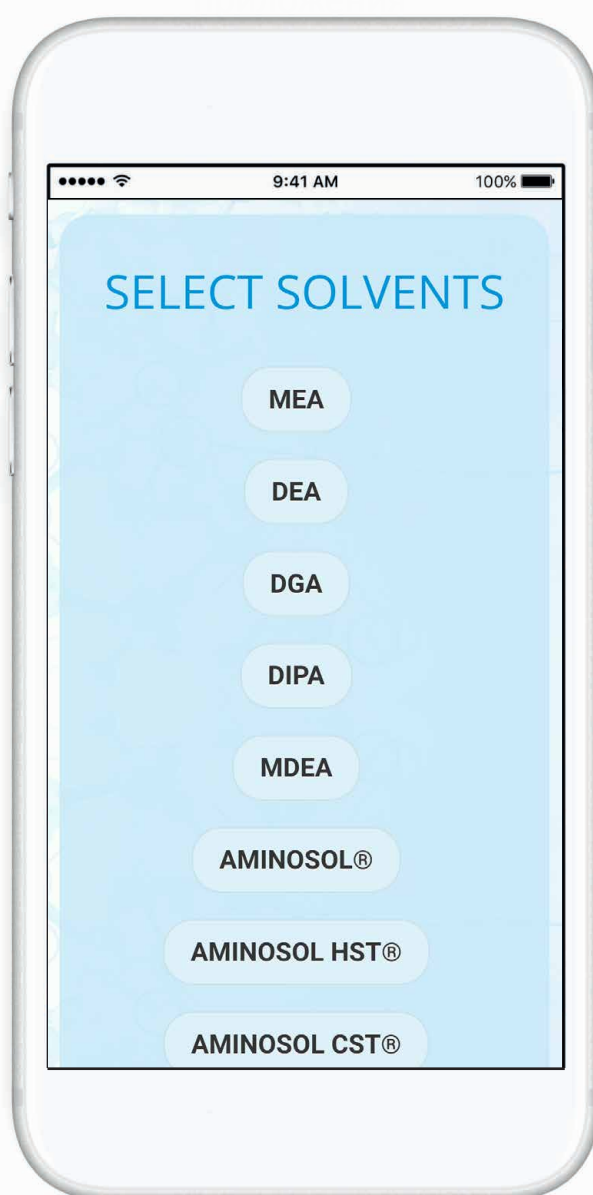 9:41 AM 100%
SELECT SOLVENTS
MEA
DEA
DGA
DIPA
MDEA
AMINOSOL®
AMINOSOL HST®
AMINOSOL CST®